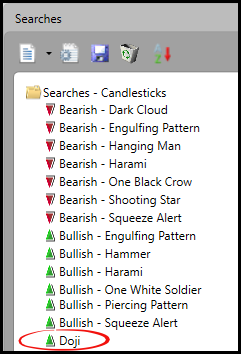 Searches
Searches - Candlesticks
Bearish - Dark Cloud
Bearish - Engulfing Pattern
Bearish - Hanging Man
Bearish - Harami
Bearish - One Black Crow
Bearish - Shooting Star
Bearish - Squeeze Alert
Bullish - Engulfing Pattern
Bullish - Hammer
Bullish - Harami
Bullish - One White Soldier
Bullish - Piercing Pattern
Bullish - Squeeze Alert
Doji